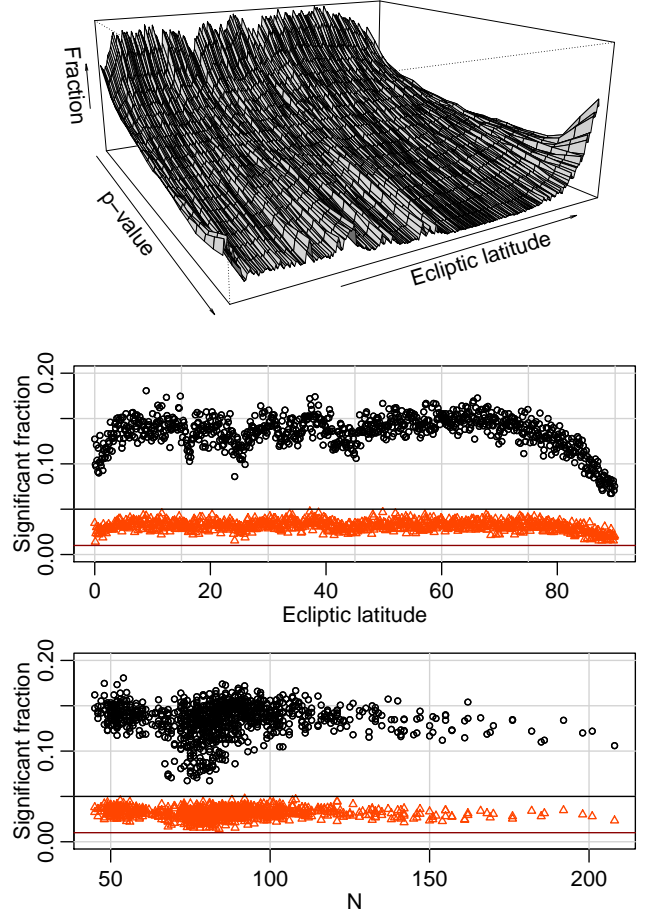 Fraction
p−value
Ecliptic latitude
Significant fraction
0.00 0.10 0.20
0 20 40 60 80
Ecliptic latitude
Significant fraction
0.00 0.10 0.20
50 100 150 200
N